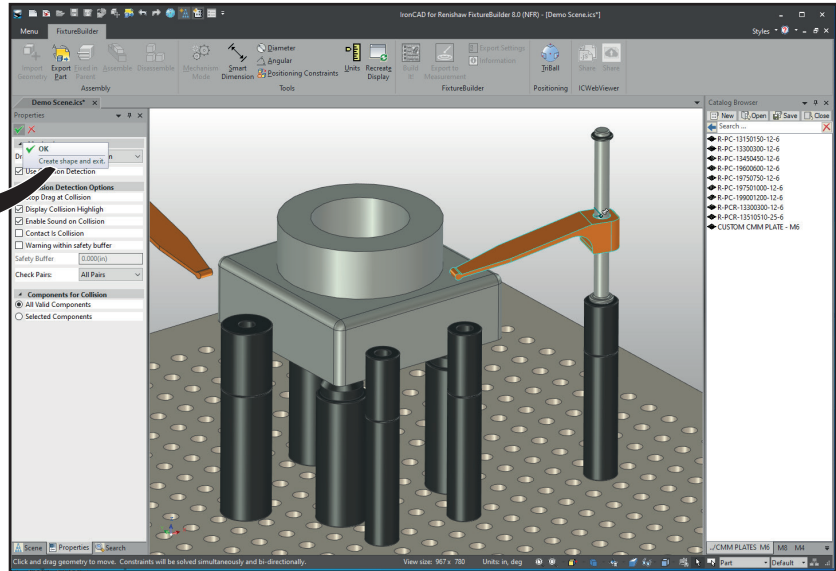 IronCAD for Renishaw FixtureBuilder 8.0 (NFR) - [Demo Scene.ics*]
Menu FixtureBuilder Styles
Import Geometry
Export Part
Fixed in Parent
Assemble
Disassemble
Assembly
Mechanism Mode
Smart Dimension
Diameter
Angular
Positioning Constraints
Units
Recreate Display
Tools
Build
Export to Measurement
Export Settings
Information
FixtureBuilder
TriBall
Positioning
Share Share
ICWebViewer
Demo Scene.ics*
Properties
OK
Create shape and exit.
Detection
Detection Options
Stop Drag at Collision
Display Collision Highligh
Enable Sound on Collision
Contact Is Collision
Warning within safety buffer
Safety Buffer 0.000(in)
Check Pairs: All Pairs
Components for Collision
All Valid Components
Selected Components
Scene Properties Search
Catalog Browser
New Open Save Close
Search ...
R-PC-13150150-12-6
R-PC-13300300-12-6
R-PC-13450450-12-6
R-PC-19600600-12-6
R-PC-19750750-12-6
R-PC-197501000-12-6
R-PC-199001200-12-6
R-PCR-13300300-12-6
R-PCR-13510510-25-6
CUSTOM CMM PLATE - M6
../CMM PLATES M6 M8 M4
Click and drag geometry to move. Constraints will be solved simultaneously and bi-directionally. View size: 967 x 780 Units: in, deg Part Default